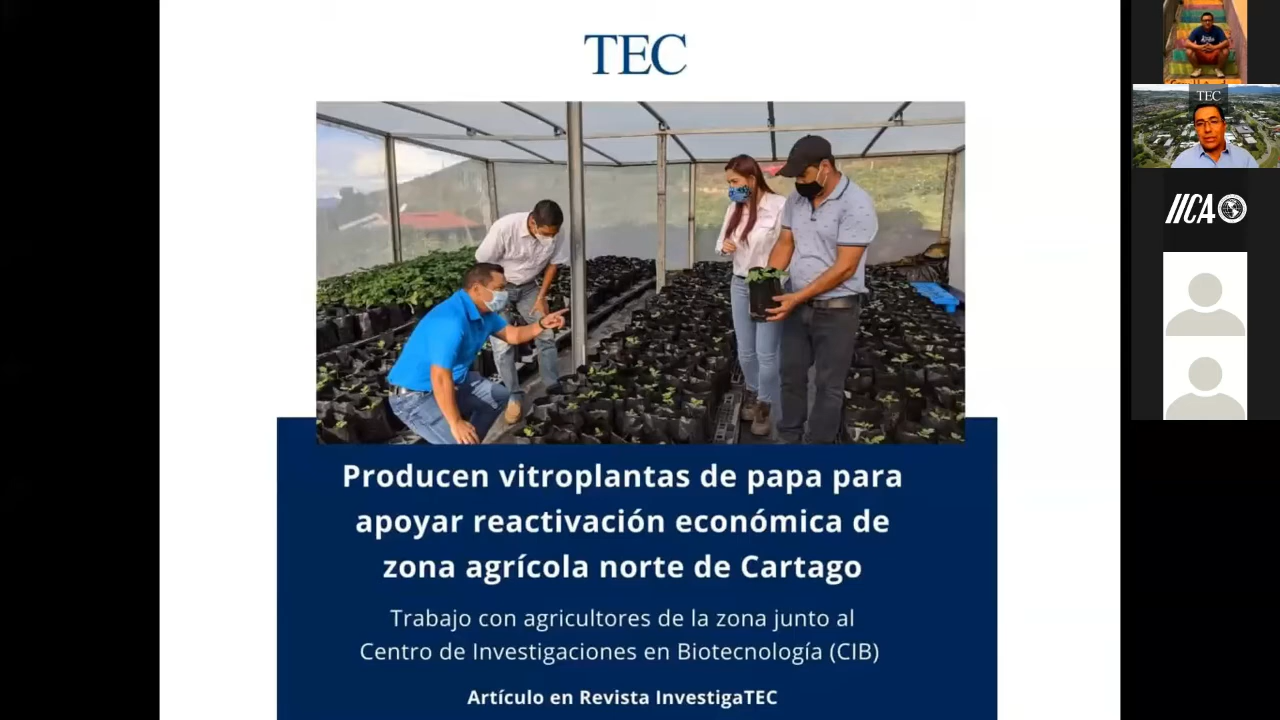 TEC
Producen vitroplantas de papa para
apoyar reactivación económica de
zona agrícola norte de Cartago
Trabajo con agricultores de la zona junto al
Centro de Investigaciones en Biotecnología (CIB)
Artículo en Revista InvestigaTEC
TEC
IICA